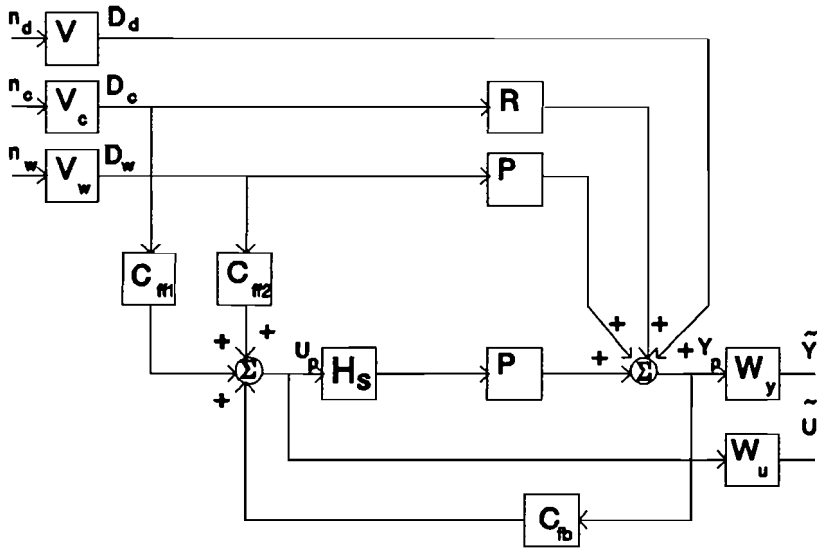 n_d V D_d
n_c V_c D_c R
n_w V_w D_w P
C_ff1 C_ff2
+ + + + +
U_p H_s P + Σ + Y_p W_y Ỹ
Σ
+
W_u Ũ
C_fb